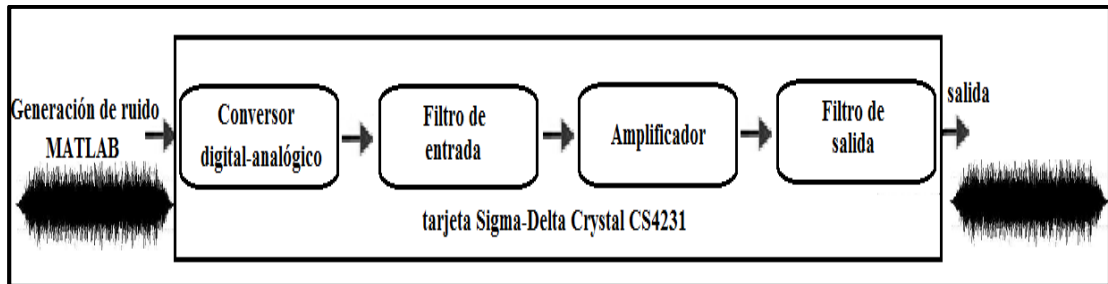 Generación de ruido
MATLAB
Conversor
digital-analógico
Filtro de
entrada
Amplificador
Filtro de
salida
salida
tarjeta Sigma-Delta Crystal CS4231